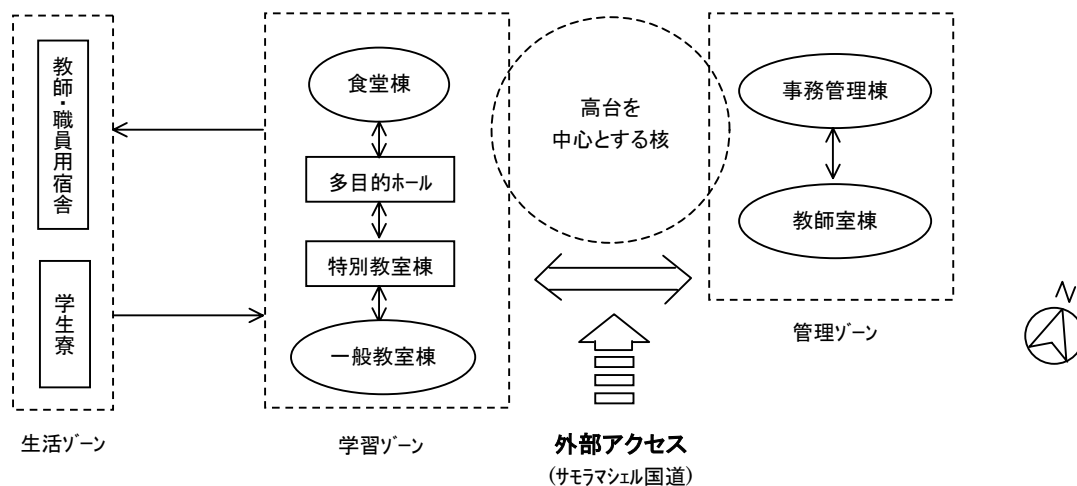 教師・職員用宿舎
学生寮
生活ｿﾞｰﾝ
食堂棟
多目的ﾎｰﾙ
特別教室棟
一般教室棟
学習ｿﾞｰﾝ
高台を
中心とする核
外部アクセス
(ｻﾓﾗﾏｼｪﾙ国道)
事務管理棟
教師室棟
管理ｿﾞｰﾝ
N